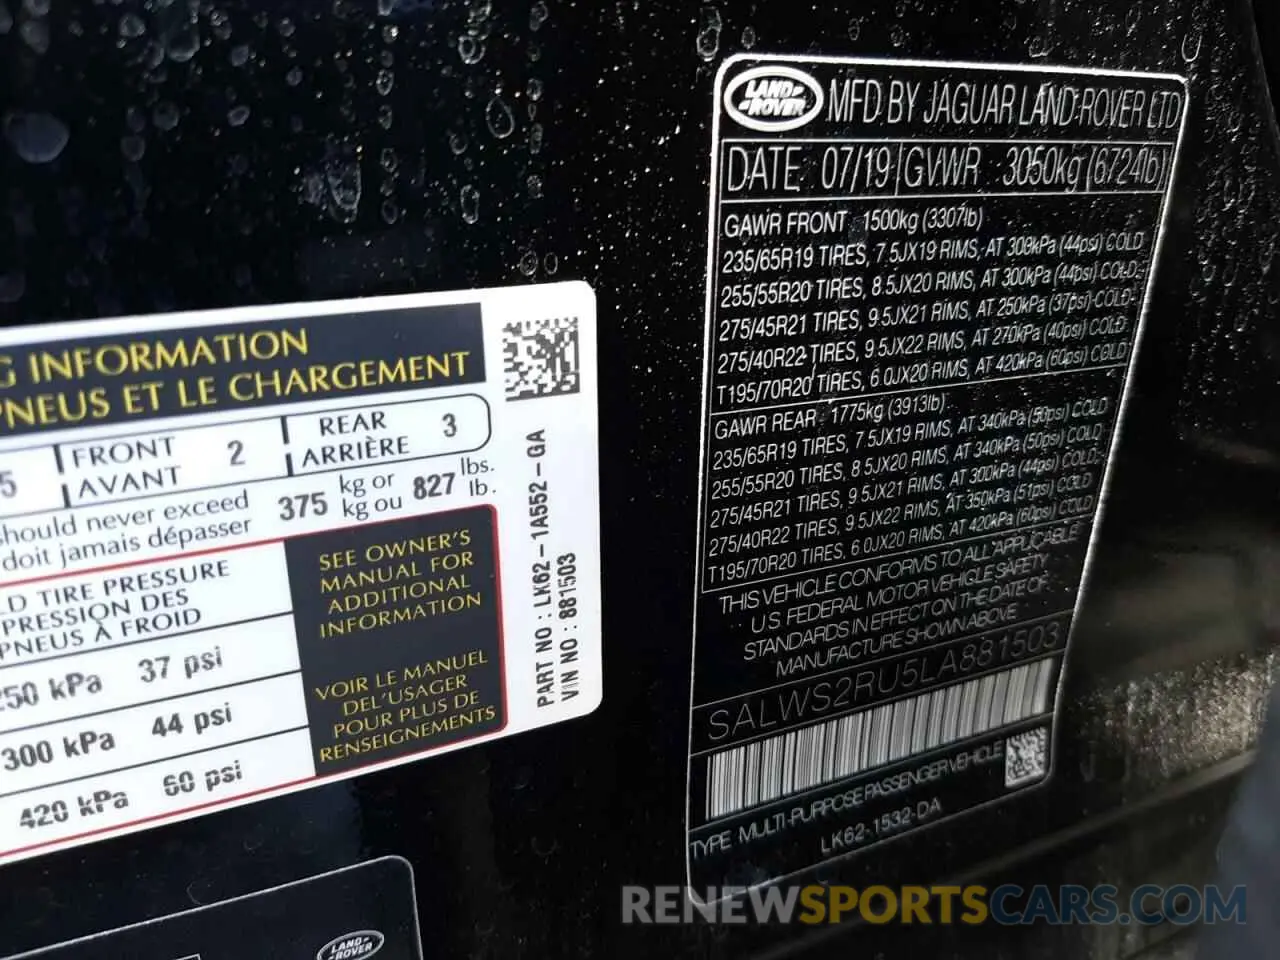 G INFORMATION
PNEUS ET LE CHARGEMENT
5 FRONT AVANT 2 REAR ARRIÈRE 3
should never exceed 375 kg or 827 lbs.
doit jamais dépasser kg ou lb.
LD TIRE PRESSURE
PRESSION DES
PNEUS À FROID
250 kPa 37 psi
300 kPa 44 psi
420 kPa 60 psi
SEE OWNER'S
MANUAL FOR
ADDITIONAL
INFORMATION
VOIR LE MANUEL
DE L'USAGER
POUR PLUS DE
RENSEIGNEMENTS
PART NO : LK62-1A552-GA
VIN NO : 881503
LAND ROVER
LAND ROVER MFD BY JAGUAR LAND ROVER LTD
DATE: 07/19 GVWR 3050kg (6724lb)
GAWR FRONT 1500kg (3307lb)
235/65R19 TIRES, 7.5JX19 RIMS, AT 300kPa (44psi) COLD
255/55R20 TIRES, 8.5JX20 RIMS, AT 300kPa (44psi) COLD
275/45R21 TIRES, 9.5JX21 RIMS, AT 250kPa (37psi) COLD
275/40R22 TIRES, 9.5JX22 RIMS, AT 270kPa (40psi) COLD
T195/70R20 TIRES, 6.0JX20 RIMS, AT 420kPa (60psi) COLD
GAWR REAR: 1775kg (3913lb)
235/65R19 TIRES, 7.5JX19 RIMS, AT 340kPa (50psi) COLD
255/55R20 TIRES, 8.5JX20 RIMS, AT 340kPa (50psi) COLD
275/45R21 TIRES, 9.5JX21 RIMS, AT 300kPa (44psi) COLD
275/40R22 TIRES, 9.5JX22 RIMS, AT 350kPa (51psi) COLD
T195/70R20 TIRES, 6.0JX20 RIMS, AT 420kPa (60psi) COLD
THIS VEHICLE CONFORMS TO ALL APPLICABLE
U.S FEDERAL MOTOR VEHICLE SAFETY
STANDARDS IN EFFECT ON THE DATE OF
MANUFACTURE SHOWN ABOVE
SALWS2RU5LA881503
TYPE MULTI-PURPOSE PASSENGER VEHICLE
LK62-1532-DA
RENEWSPORTSCARS.COM